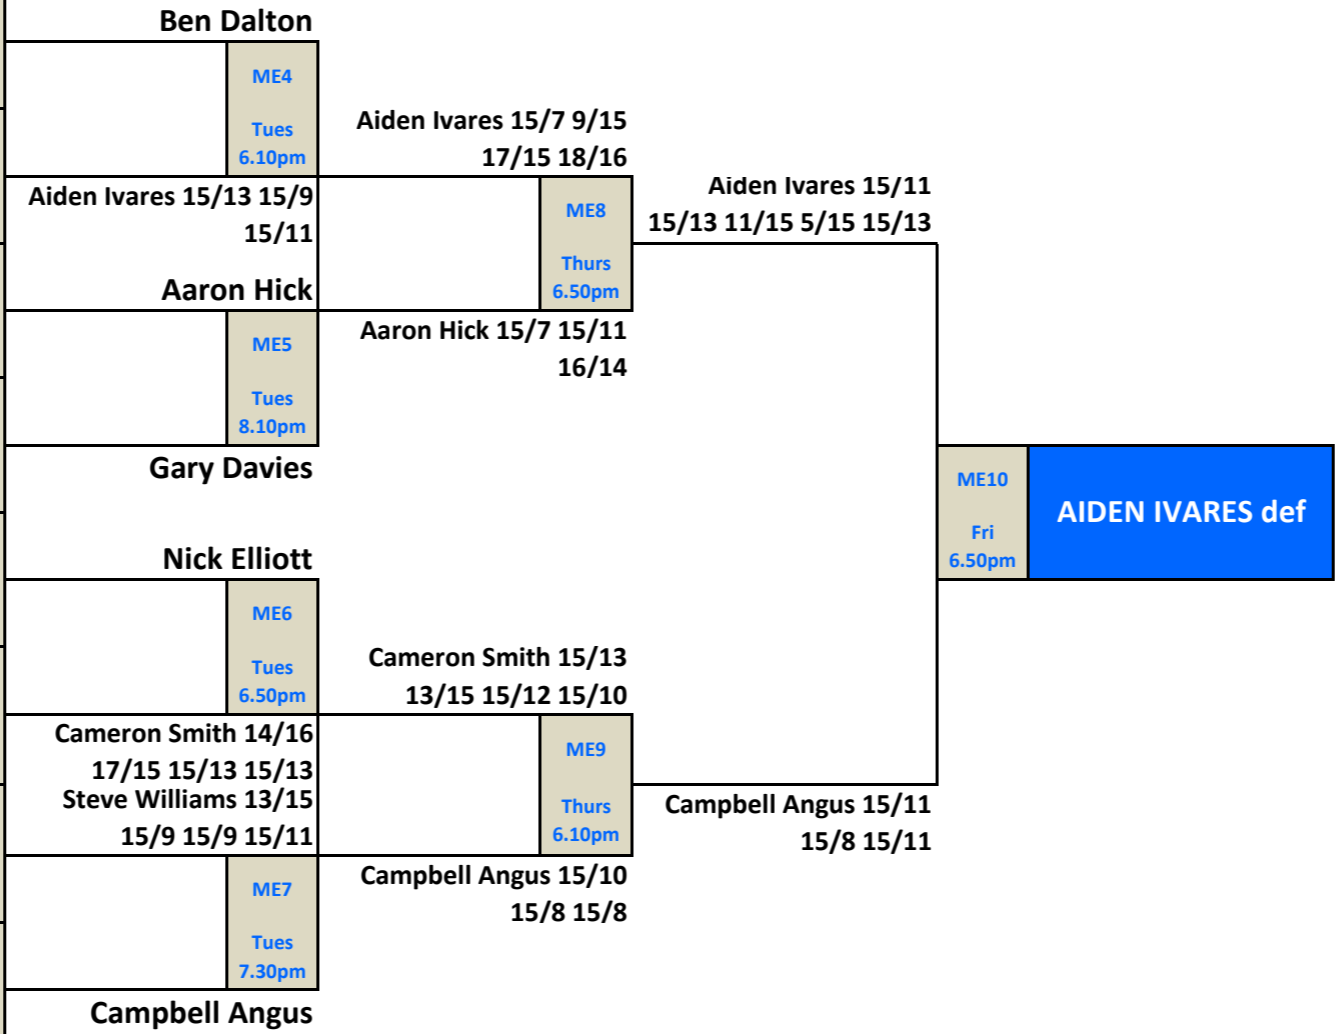 Ben Dalton
ME4
Tues
6.10pm
Aiden Ivares 15/7 9/15
17/15 18/16
Aiden Ivares 15/13 15/9
15/11
ME8
Thurs
6.50pm
Aiden Ivares 15/11
15/13 11/15 5/15 15/13
Aaron Hick
ME5
Tues
8.10pm
Aaron Hick 15/7 15/11
16/14
Gary Davies
ME10
Fri
6.50pm
AIDEN IVARES def
Nick Elliott
ME6
Tues
6.50pm
Cameron Smith 15/13
13/15 15/12 15/10
Cameron Smith 14/16
17/15 15/13 15/13
Steve Williams 13/15
15/9 15/9 15/11
ME9
Thurs
6.10pm
Campbell Angus 15/11
15/8 15/11
ME7
Tues
7.30pm
Campbell Angus 15/10
15/8 15/8
Campbell Angus